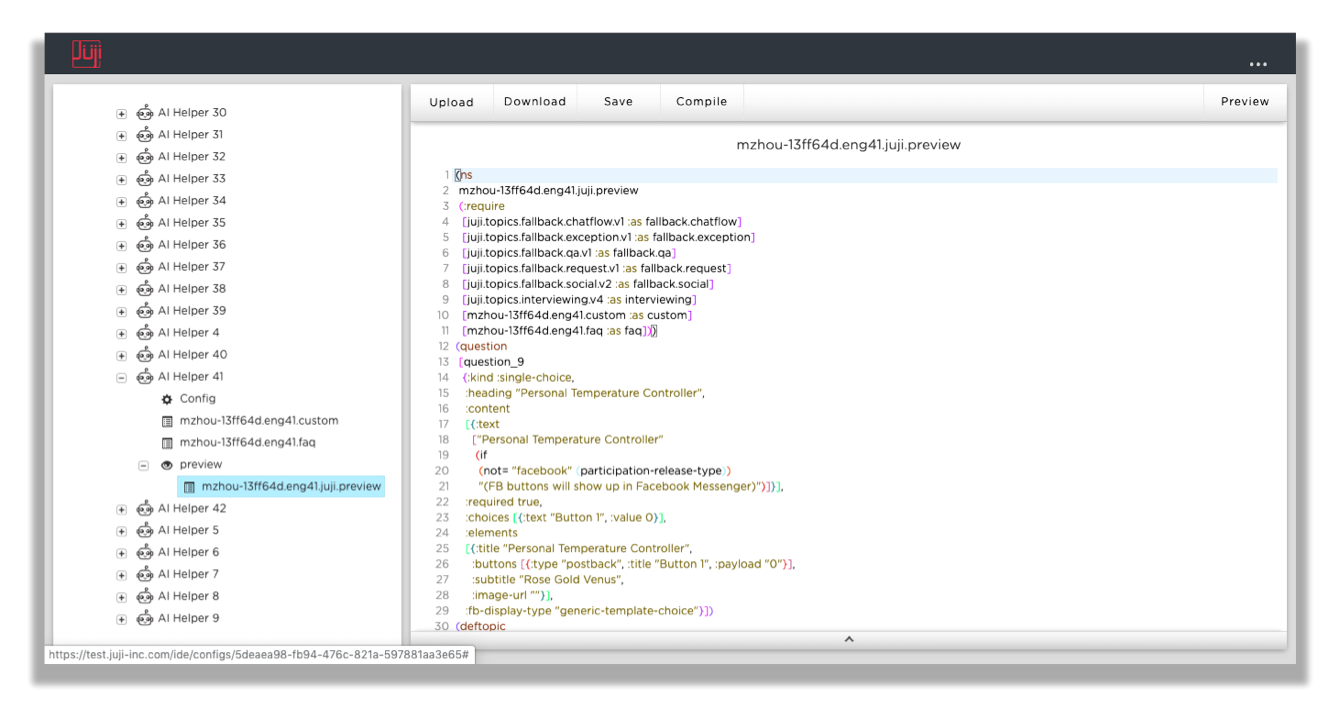 Juji
...
AI Helper 30
AI Helper 31
AI Helper 32
AI Helper 33
AI Helper 34
AI Helper 35
AI Helper 36
AI Helper 37
AI Helper 38
AI Helper 39
AI Helper 4
AI Helper 40
AI Helper 41
Config
mzhou-13ff64d.eng41.custom
mzhou-13ff64d.eng41.faq
preview
mzhou-13ff64d.eng41.juji.preview
AI Helper 42
AI Helper 5
AI Helper 6
AI Helper 7
AI Helper 8
AI Helper 9
https://test.juji-inc.com/ide/configs/5deaea98-fb94-476c-821a-597881aa3e65#
Upload Download Save Compile Preview
mzhou-13ff64d.eng41.juji.preview
1 (ns
2 mzhou-13ff64d.eng41.juji.preview
3 (:require
4 [juji.topics.fallback.chatflow.v1 :as fallback.chatflow]
5 [juji.topics.fallback.exception.v1 :as fallback.exception]
6 [juji.topics.fallback.qa.v1 :as fallback.qa]
7 [juji.topics.fallback.request.v1 :as fallback.request]
8 [juji.topics.fallback.social.v2 :as fallback.social]
9 [juji.topics.interviewing.v4 :as interviewing]
10 [mzhou-13ff64d.eng41.custom :as custom]
11 [mzhou-13ff64d.eng41.faq :as faq]))
12 (question
13 [question_9
14 {:kind :single-choice,
15 :heading "Personal Temperature Controller",
16 :content
17 [{:text
18 ["Personal Temperature Controller"
19 (if
20 (not= "facebook" (participation-release-type))
21 "(FB buttons will show up in Facebook Messenger)")]}],
22 :required true,
23 :choices [{:text "Button 1", :value 0}],
24 :elements
25 [{:title "Personal Temperature Controller",
26 :buttons [{:type "postback", :title "Button 1", :payload "0"}],
27 :subtitle "Rose Gold Venus",
28 :image-url ""}],
29 :fb-display-type "generic-template-choice"}])
30 (deftopic